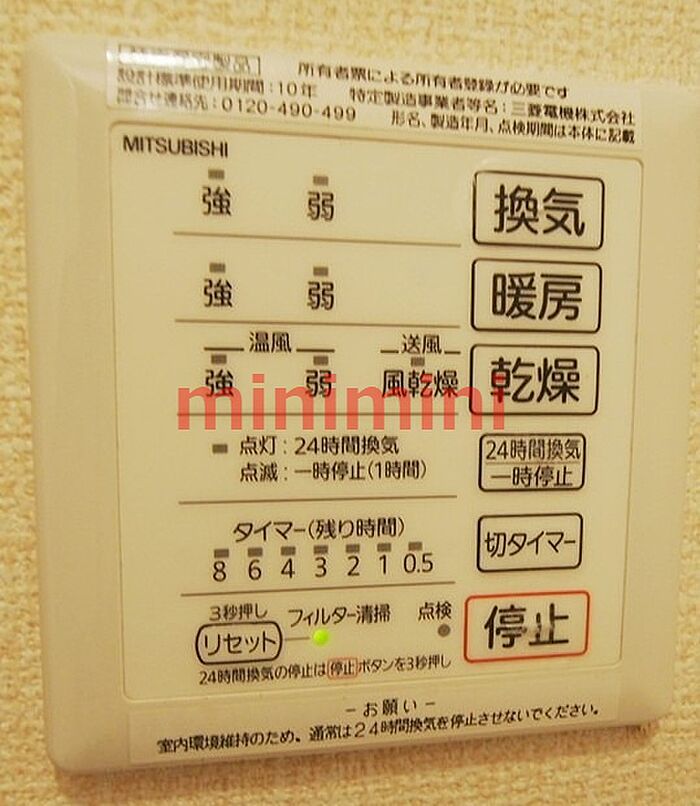 特定保守製品 所有者票による所有者登録が必要です
設計標準使用期間：10年 特定製造事業者等名：三菱電機株式会社
問合せ連絡先：0120-490-499 形名、製造年月、点検期間は本体に記載
MITSUBISHI
強 弱 換気
強 弱 暖房
温風 送風
強 弱 風乾燥 乾燥
minimini
点灯：24時間換気 24時間換気
点滅：一時停止(1時間) 一時停止
タイマー(残り時間) 切タイマー
8 6 4 3 2 1 0.5
3秒押し フィルター清掃 点検
リセット 停止
24時間換気の停止は停止ボタンを3秒押し
－お願い－
室内環境維持のため、通常は24時間換気を停止させないでください。